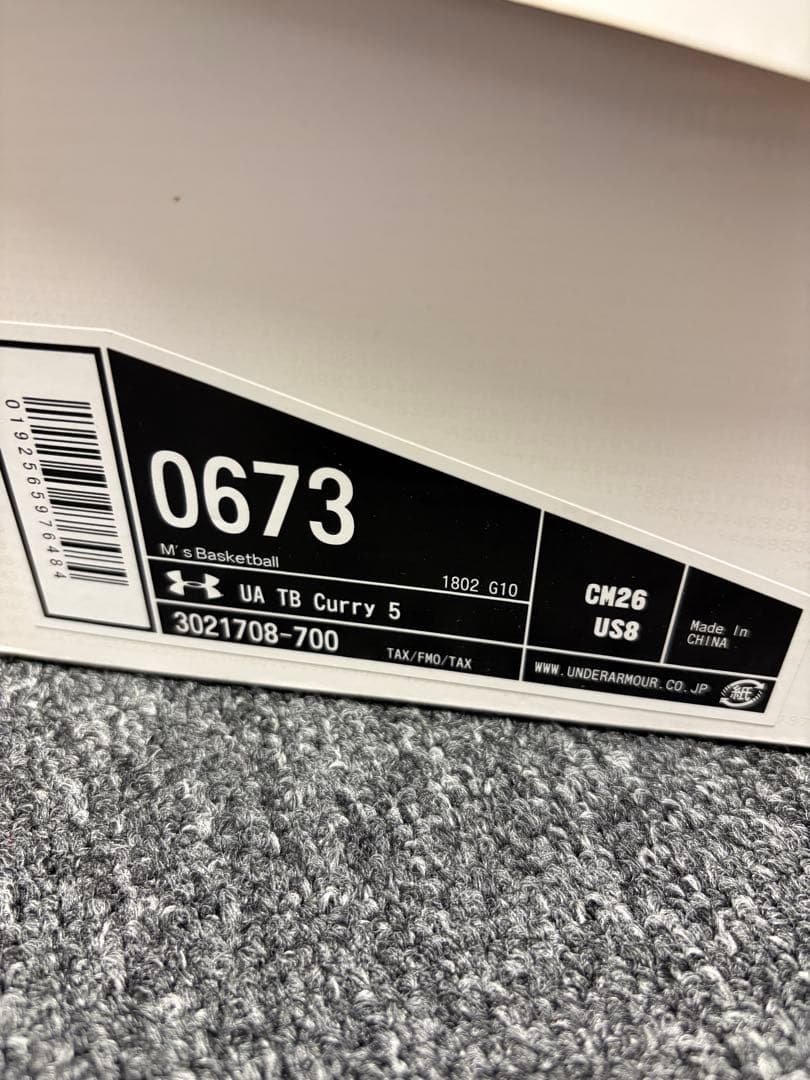 0192565976484
0673
M's Basketball
1802 G10
UA TB Curry 5
3021708-700
TAX/FMO/TAX
CM26
US8
Made In
CHINA
WWW.UNDERARMOUR.CO.JP
紙